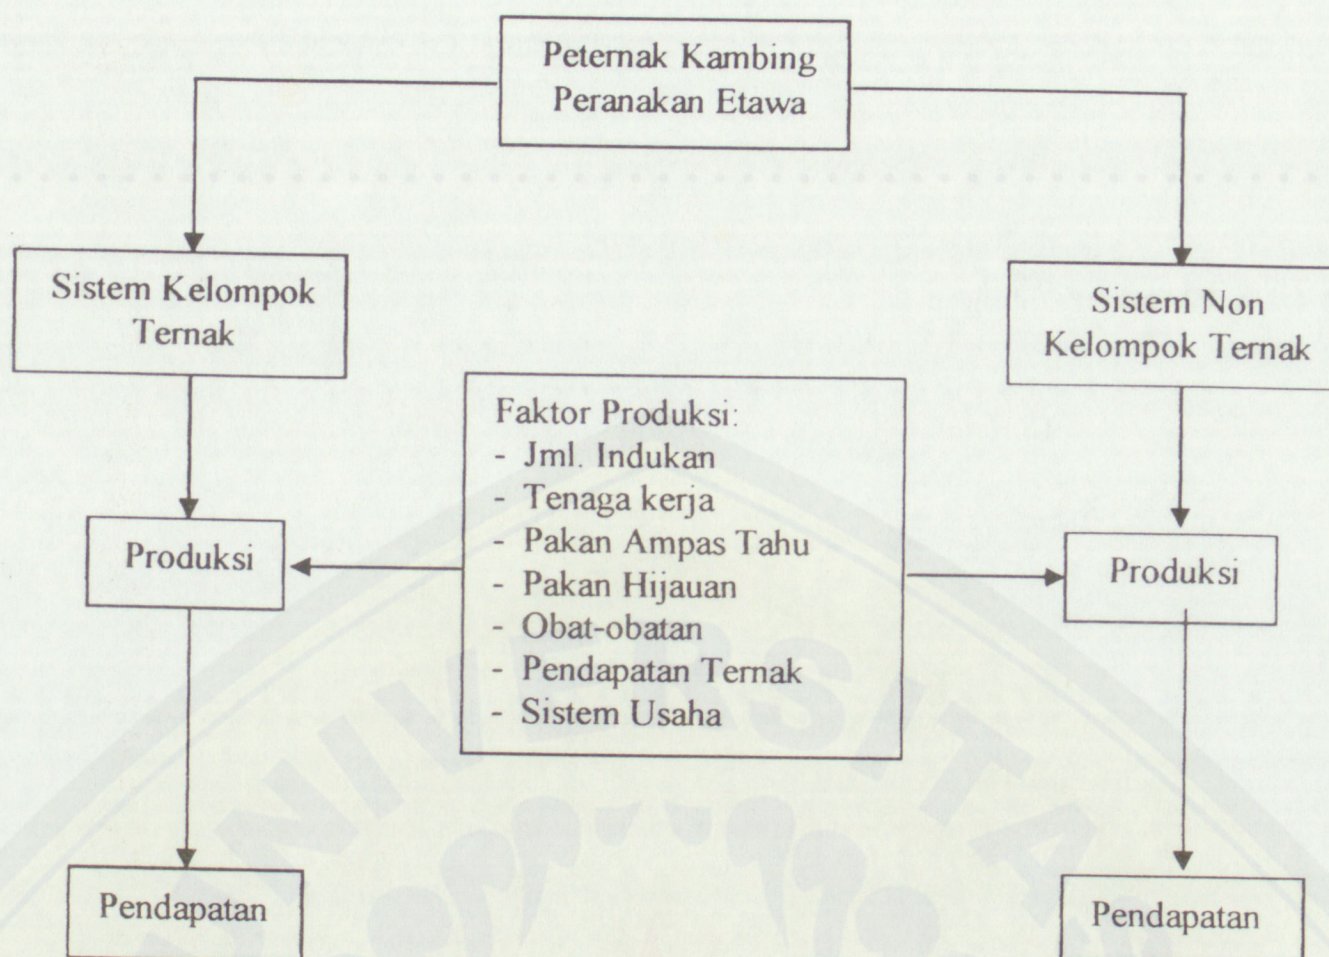 Peternak Kambing
Peranakan Etawa
Sistem Kelompok
Ternak
Sistem Non
Kelompok Ternak
Faktor Produksi:
- Jml. Indukan
- Tenaga kerja
- Pakan Ampas Tahu
- Pakan Hijauan
- Obat-obatan
- Pendapatan Ternak
- Sistem Usaha
Produksi
Produksi
Pendapatan
Pendapatan
UNIVERSITAS